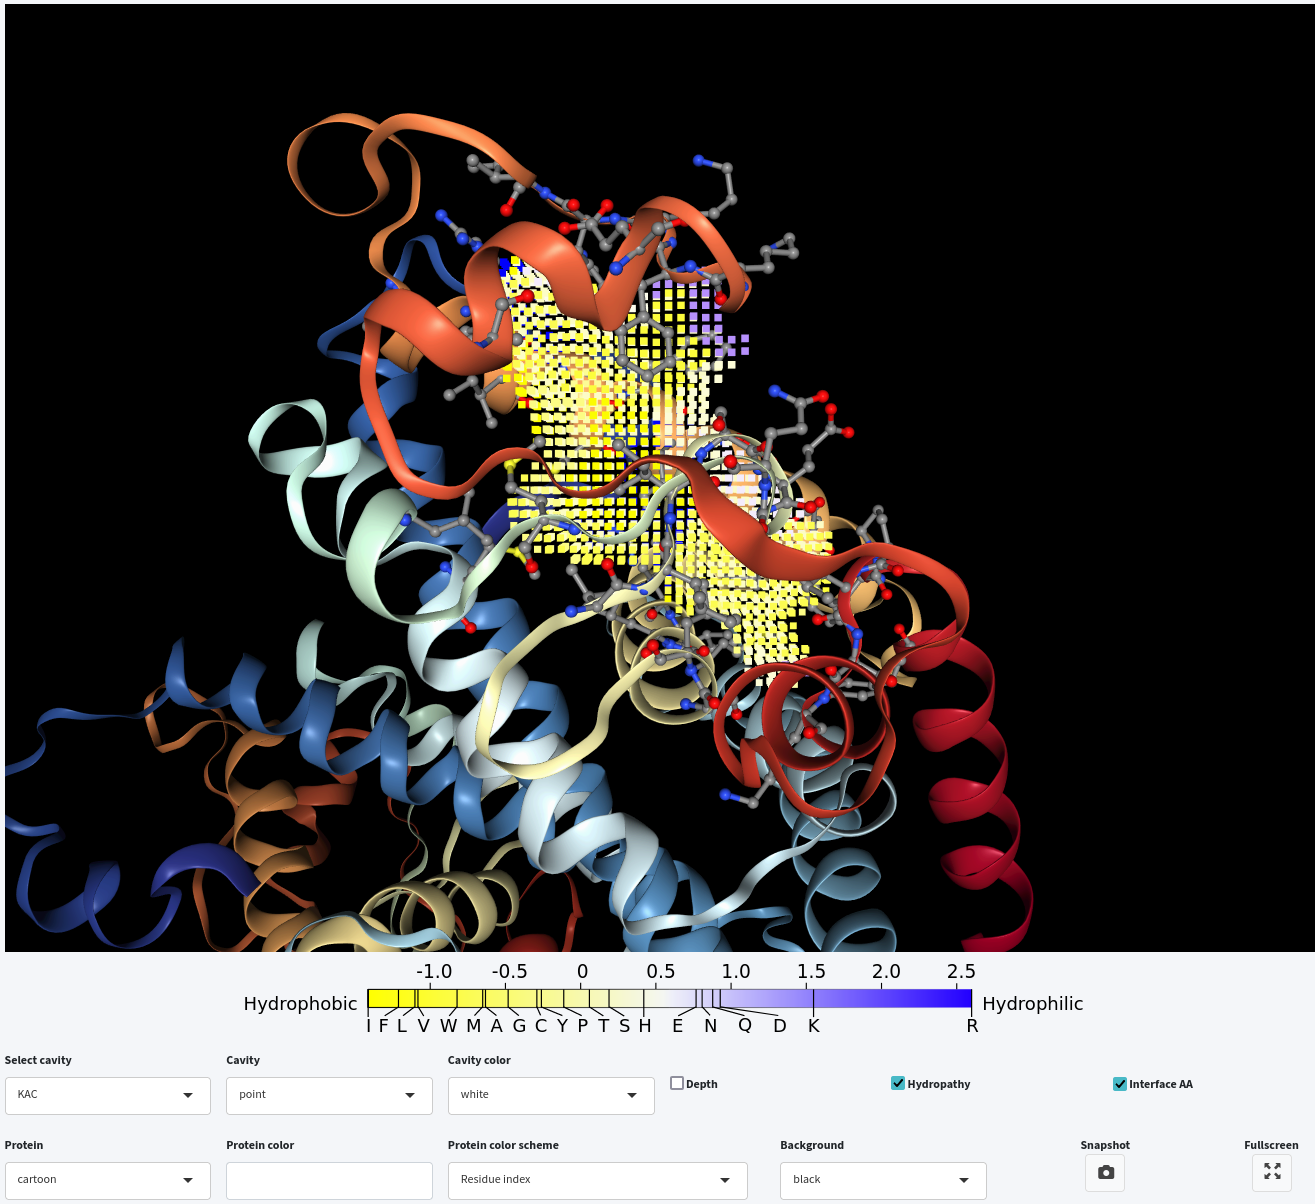 -1.0 -0.5 0 0.5 1.0 1.5 2.0 2.5
Hydrophobic Hydrophilic
I F L V W M A G C Y P T S H E N Q D K R
Select cavity Cavity Cavity color
KAC point white Depth Hydropathy Interface AA
Protein Protein color Protein color scheme Background Snapshot Fullscreen
cartoon Residue index black